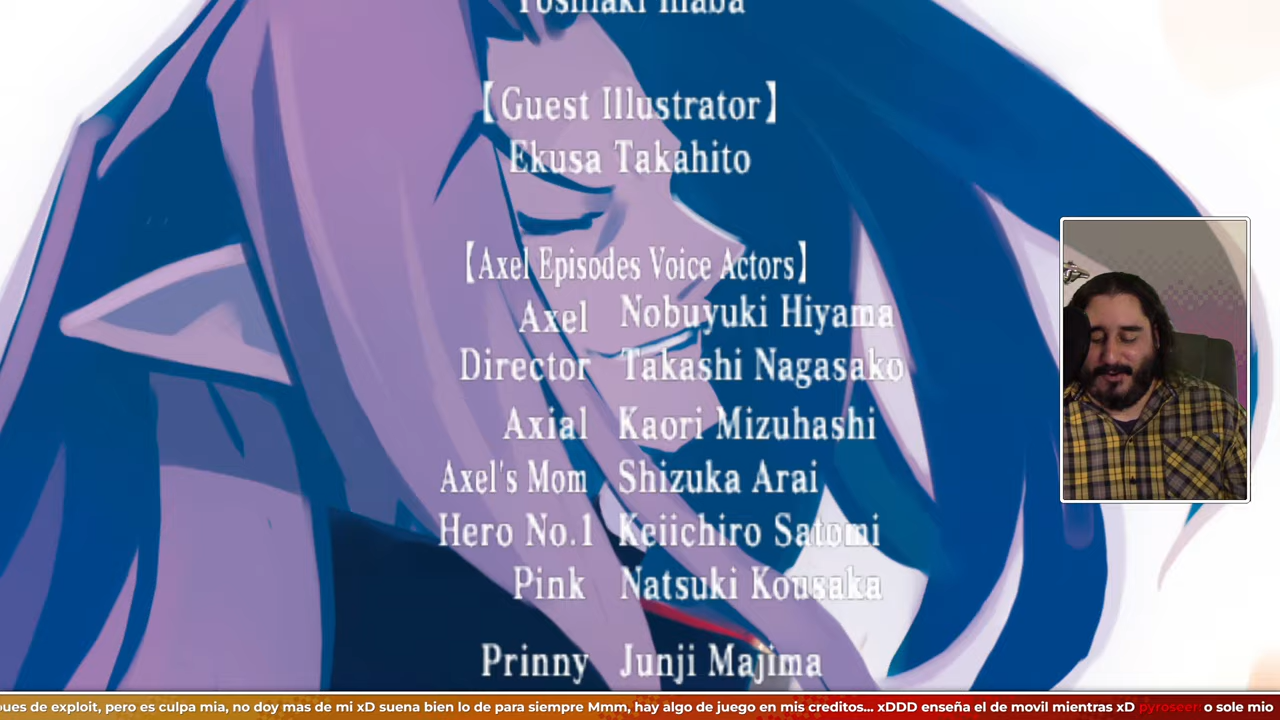 Yoshiaki Inaba
【Guest Illustrator】
Ekusa Takahito
【Axel Episodes Voice Actors】
Axel Nobuyuki Hiyama
Director Takashi Nagasako
Axial Kaori Mizuhashi
Axel's Mom Shizuka Arai
Hero No.1 Keiichiro Satomi
Pink Natsuki Kousaka
Prinny Junji Majima
pues de exploit, pero es culpa mia, no doy mas de mi xD suena bien lo de para siempre Mmm, hay algo de juego en mis creditos... xDDD enseña el de movil mientras xD pyroseer: o sole mio